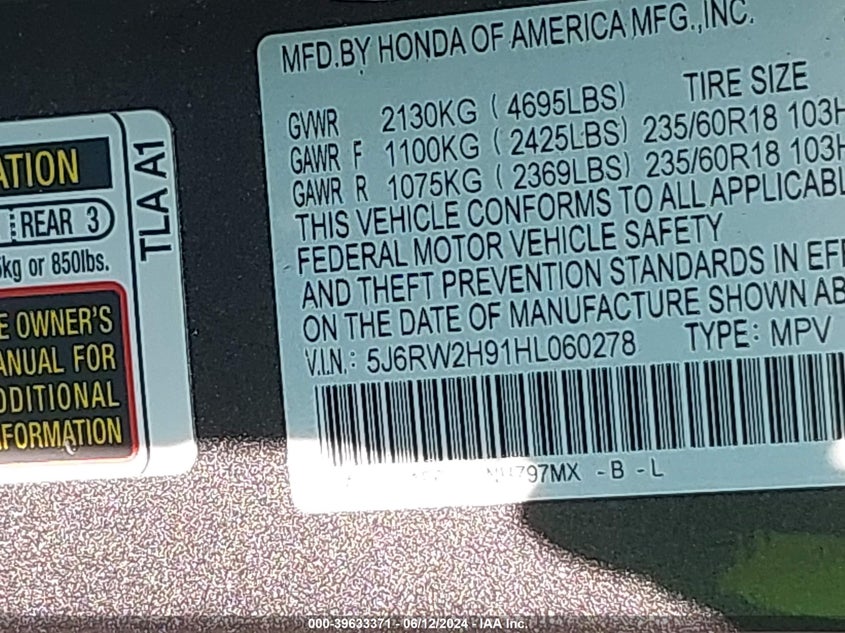 MFD.BY HONDA OF AMERICA MFG.,INC.
TIRE SIZE
GVWR 2130KG ( 4695LBS)
GAWR F 1100KG ( 2425LBS) 235/60R18 103H
GAWR R 1075KG ( 2369LBS) 235/60R18 103H
THIS VEHICLE CONFORMS TO ALL APPLICABL
FEDERAL MOTOR VEHICLE SAFETY
AND THEFT PREVENTION STANDARDS IN EFF
ON THE DATE OF MANUFACTURE SHOWN AB
V.I.N.: 5J6RW2H91HL060278 TYPE: MPV
NH797MX -B -L
ATION
REAR 3
kg or 850lbs.
E OWNER'S
ANUAL FOR
DDITIONAL
FORMATION
TLA A1
000-39633371 - 06/12/2024 - IAA Inc.